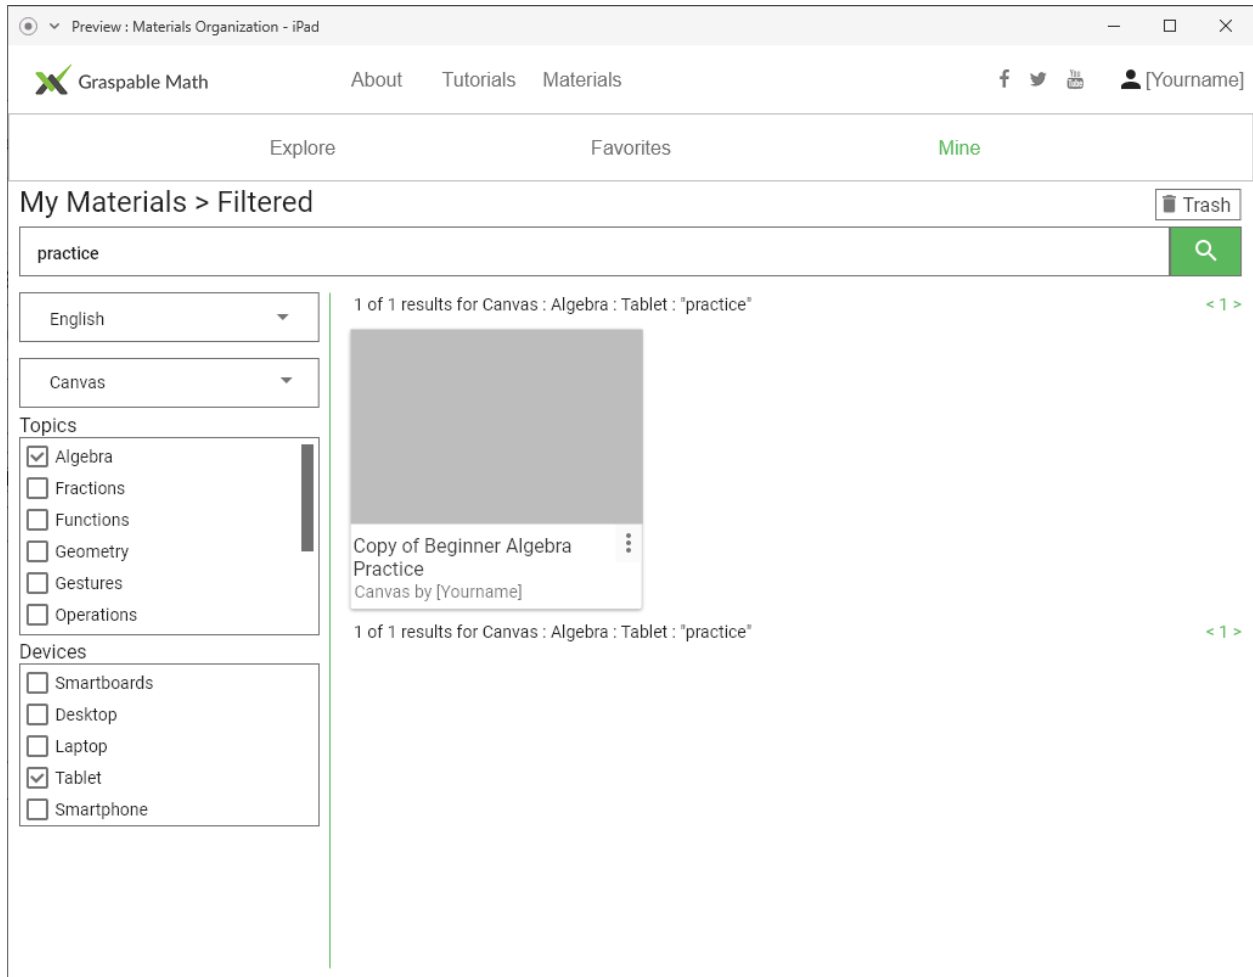 Preview : Materials Organization - iPad
Graspable Math About Tutorials Materials You Tube [Yourname]
Explore Favorites Mine
My Materials > Filtered Trash
practice
English
Canvas
Topics
Algebra
Fractions
Functions
Geometry
Gestures
Operations
Devices
Smartboards
Desktop
Laptop
Tablet
Smartphone
1 of 1 results for Canvas : Algebra : Tablet : "practice" < 1 >
Copy of Beginner Algebra
Practice
Canvas by [Yourname]
1 of 1 results for Canvas : Algebra : Tablet : "practice" < 1 >